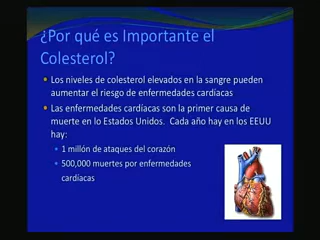 ¿Por qué es Importante el
Colesterol?
Los niveles de colesterol elevados en la sangre pueden
aumentar el riesgo de enfermedades cardíacas
Las enfermedades cardíacas son la primer causa de
muerte en lo Estados Unidos. Cada año hay en los EEUU
hay:
1 millón de ataques del corazón
500,000 muertes por enfermedades
cardíacas